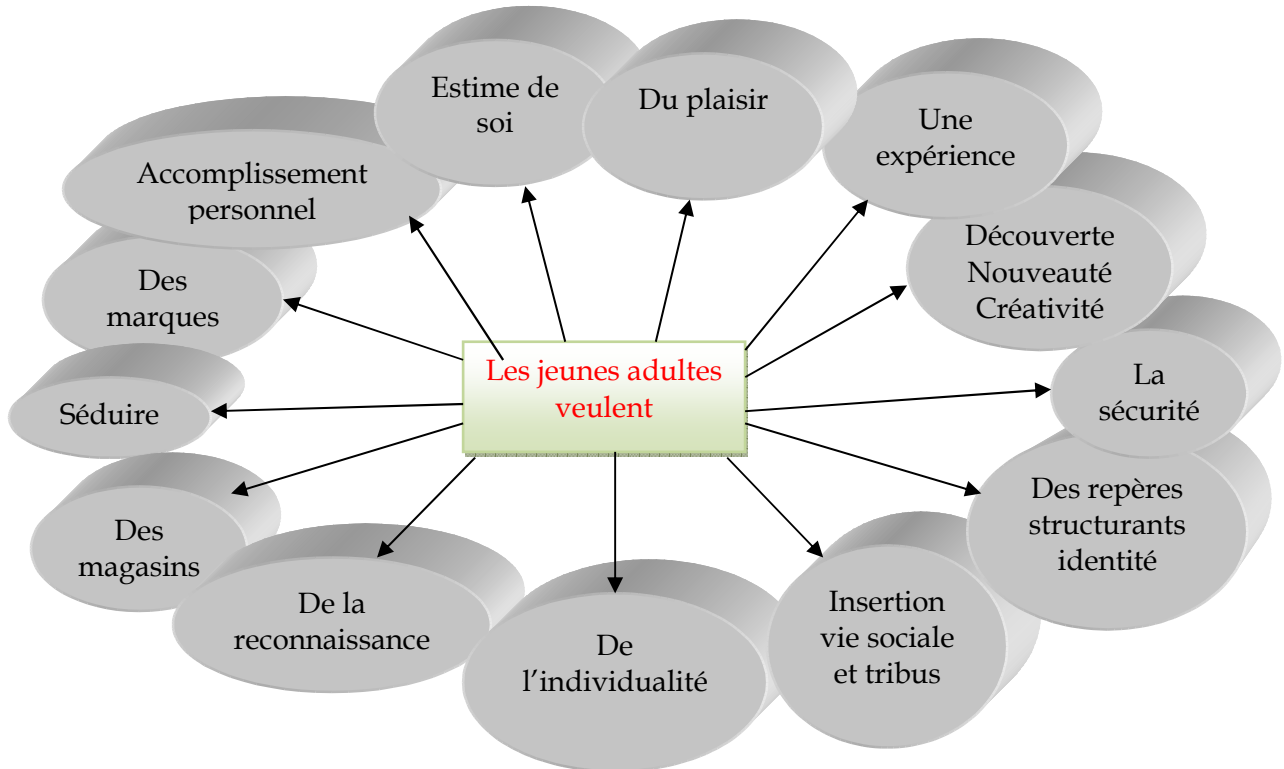 Estime de
soi
Du plaisir
Une
expérience
Accomplissement
personnel
Découverte
Nouveauté
Créativité
Des
marques
La
sécurité
Les jeunes adultes
veulent
Séduire
Des repères
structurants
identité
Des
magasins
De la
reconnaissance
De
l’individualité
Insertion
vie sociale
et tribus